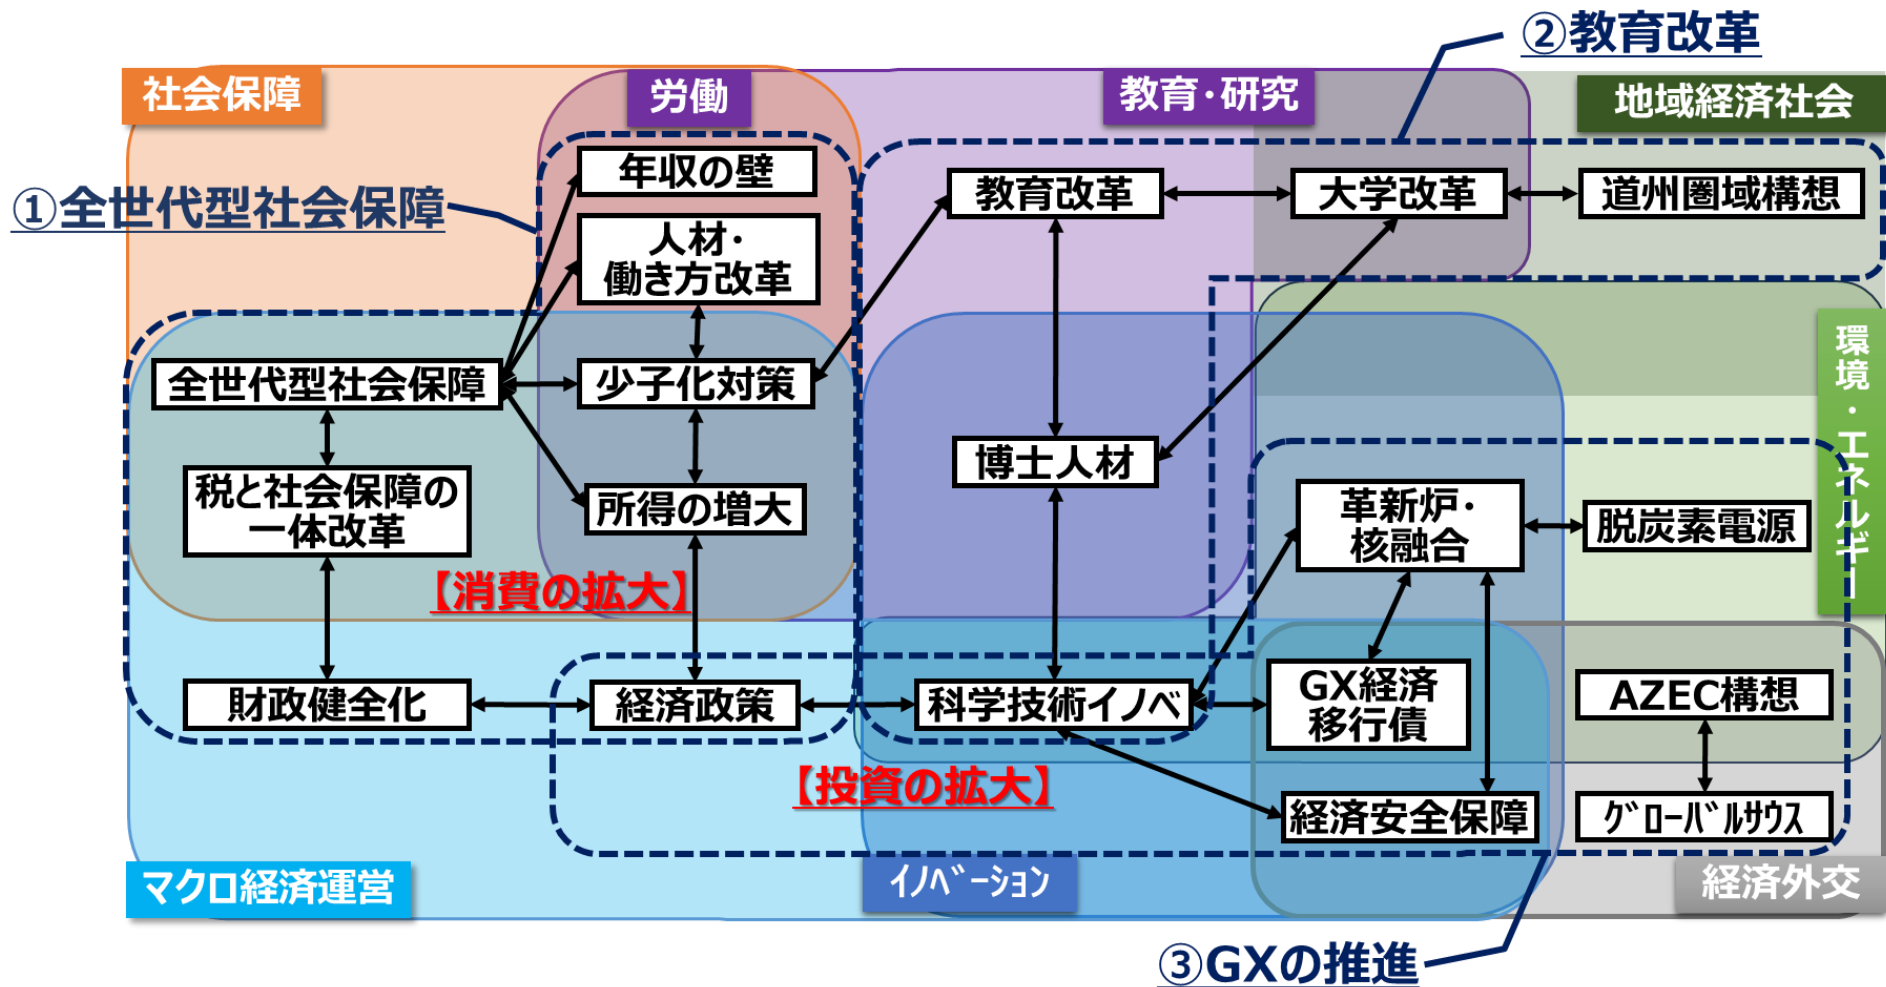 ②教育改革
社会保障
労働
教育・研究
地域経済社会
①全世代型社会保障
年収の壁
人材・
働き方改革
教育改革
大学改革
道州圏域構想
全世代型社会保障
少子化対策
環境・エネルギー
博士人材
税と社会保障の
一体改革
所得の増大
革新炉・
核融合
脱炭素電源
【消費の拡大】
財政健全化
経済政策
科学技術イノベ
GX経済
移行債
AZEC構想
【投資の拡大】
経済安全保障
ｸﾞﾛｰﾊﾞﾙｻｳｽ
マクロ経済運営
ｲﾉﾍﾞｰｼｮﾝ
経済外交
③GXの推進